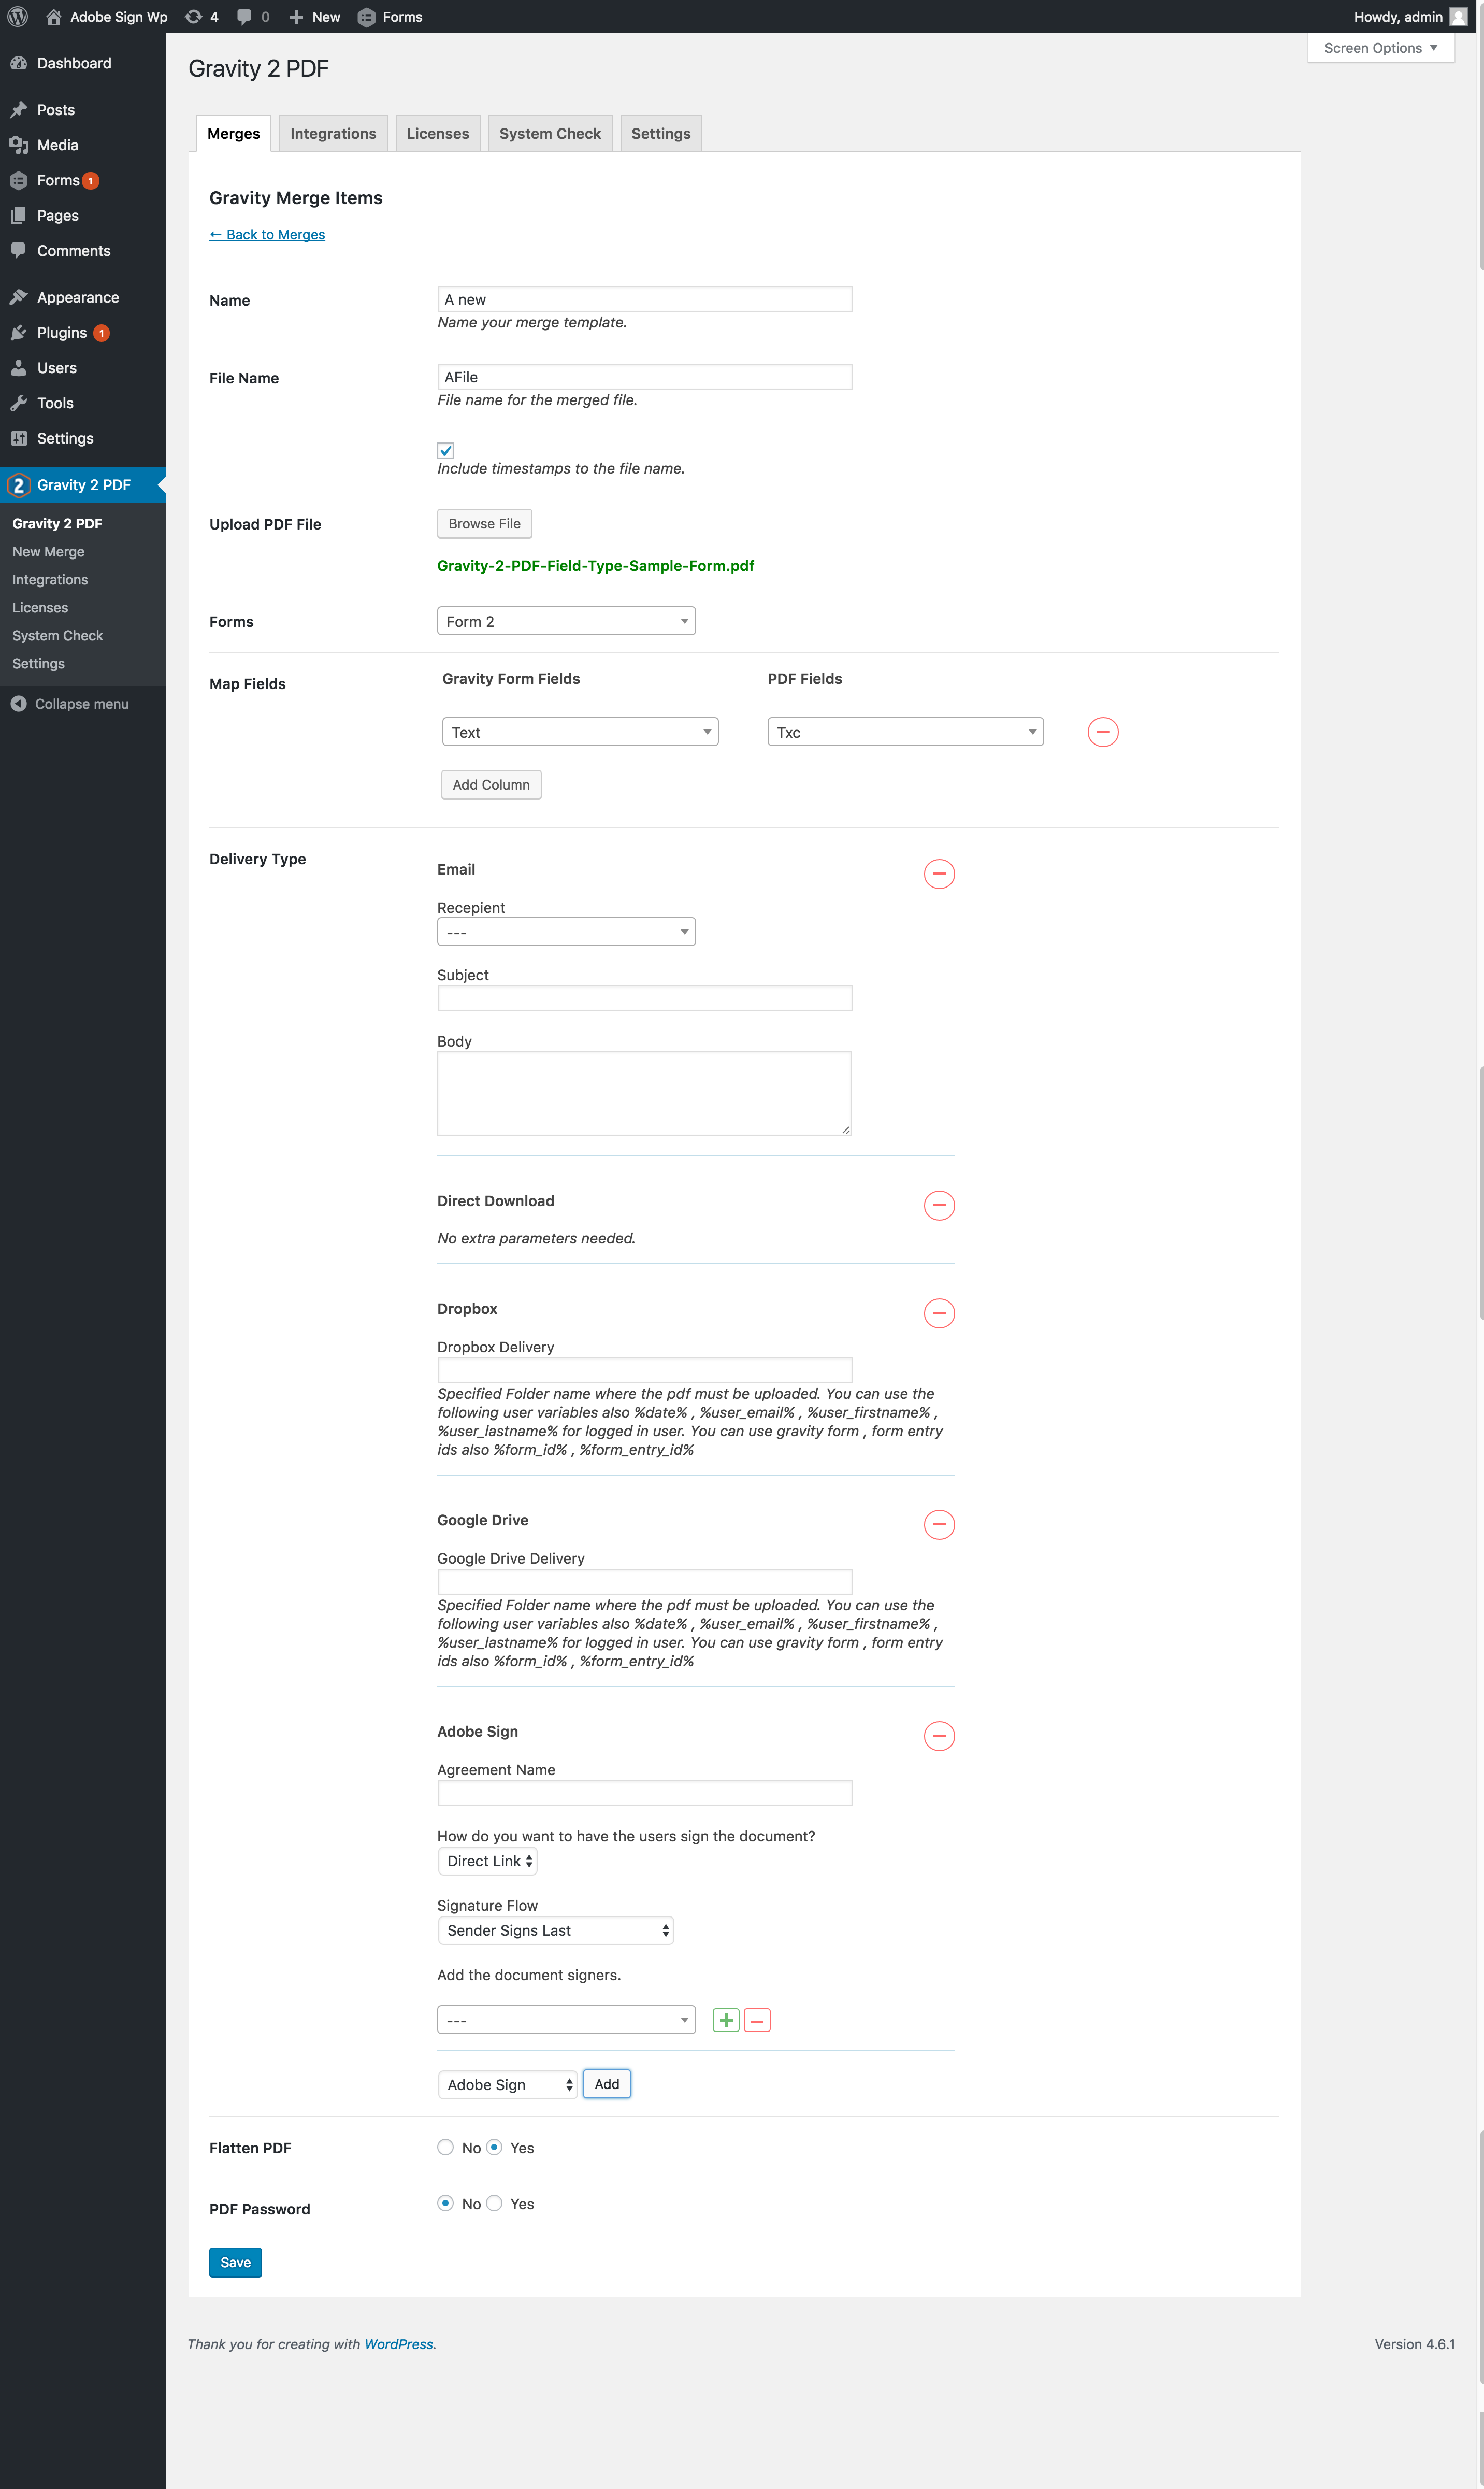 Adobe Sign Wp 4 0 New Forms Howdy, admin
Screen Options
Dashboard
Posts
Media
Forms 1
Pages
Comments
Appearance
Plugins 1
Users
Tools
Settings
2 Gravity 2 PDF
Gravity 2 PDF
New Merge
Integrations
Licenses
System Check
Settings
Collapse menu
Gravity 2 PDF
Merges Integrations Licenses System Check Settings
Gravity Merge Items
← Back to Merges
Name A new
Name your merge template.
File Name AFile
File name for the merged file.
Include timestamps to the file name.
Upload PDF File Browse File
Gravity-2-PDF-Field-Type-Sample-Form.pdf
Forms Form 2
Map Fields Gravity Form Fields PDF Fields
Text Txc
Add Column
Delivery Type Email
Recepient
---
Subject
Body
Direct Download
No extra parameters needed.
Dropbox
Dropbox Delivery
Specified Folder name where the pdf must be uploaded. You can use the
following user variables also %date% , %user_email% , %user_firstname% ,
%user_lastname% for logged in user. You can use gravity form , form entry
ids also %form_id% , %form_entry_id%
Google Drive
Google Drive Delivery
Specified Folder name where the pdf must be uploaded. You can use the
following user variables also %date% , %user_email% , %user_firstname% ,
%user_lastname% for logged in user. You can use gravity form , form entry
ids also %form_id% , %form_entry_id%
Adobe Sign
Agreement Name
How do you want to have the users sign the document?
Direct Link
Signature Flow
Sender Signs Last
Add the document signers.
---
Adobe Sign Add
Flatten PDF No Yes
PDF Password No Yes
Save
Thank you for creating with WordPress. Version 4.6.1